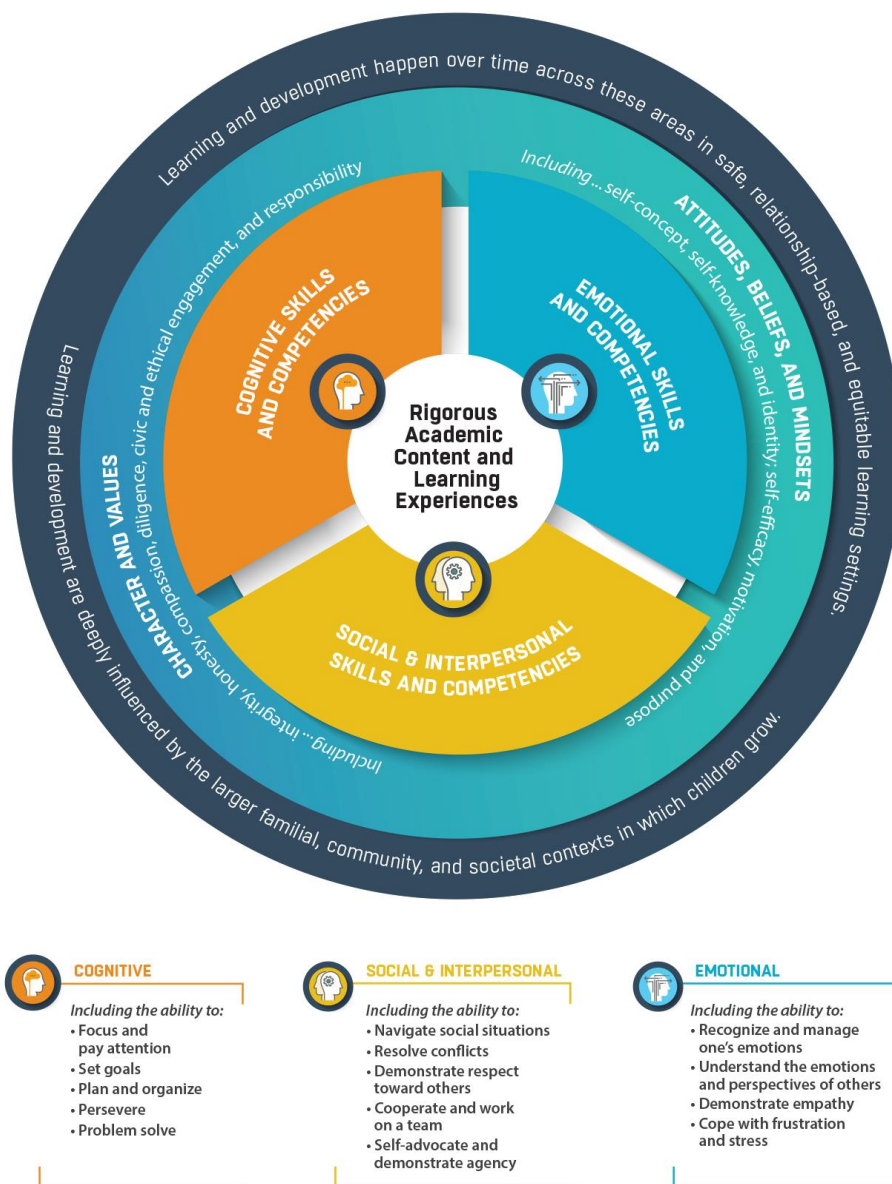 Learning and development happen over time across these areas in safe, relationship-based, and equitable learning settings.
Learning and development are deeply influenced by the larger familial, community, and societal contexts in which children grow.
CHARACTER AND VALUES
Including ... integrity, honesty, compassion, diligence, civic and ethical engagement, and responsibility
ATTITUDES, BELIEFS, AND MINDSETS
Including ... self-concept, self-knowledge, and identity; self-efficacy, motivation, and purpose
COGNITIVE SKILLS
AND COMPETENCIES
EMOTIONAL SKILLS
AND COMPETENCIES
Rigorous
Academic
Content and
Learning
Experiences
SOCIAL & INTERPERSONAL
SKILLS AND COMPETENCIES
COGNITIVE
Including the ability to:
• Focus and
pay attention
• Set goals
• Plan and organize
• Persevere
• Problem solve
SOCIAL & INTERPERSONAL
Including the ability to:
• Navigate social situations
• Resolve conflicts
• Demonstrate respect
toward others
• Cooperate and work
on a team
• Self-advocate and
demonstrate agency
EMOTIONAL
Including the ability to:
• Recognize and manage
one's emotions
• Understand the emotions
and perspectives of others
• Demonstrate empathy
• Cope with frustration
and stress